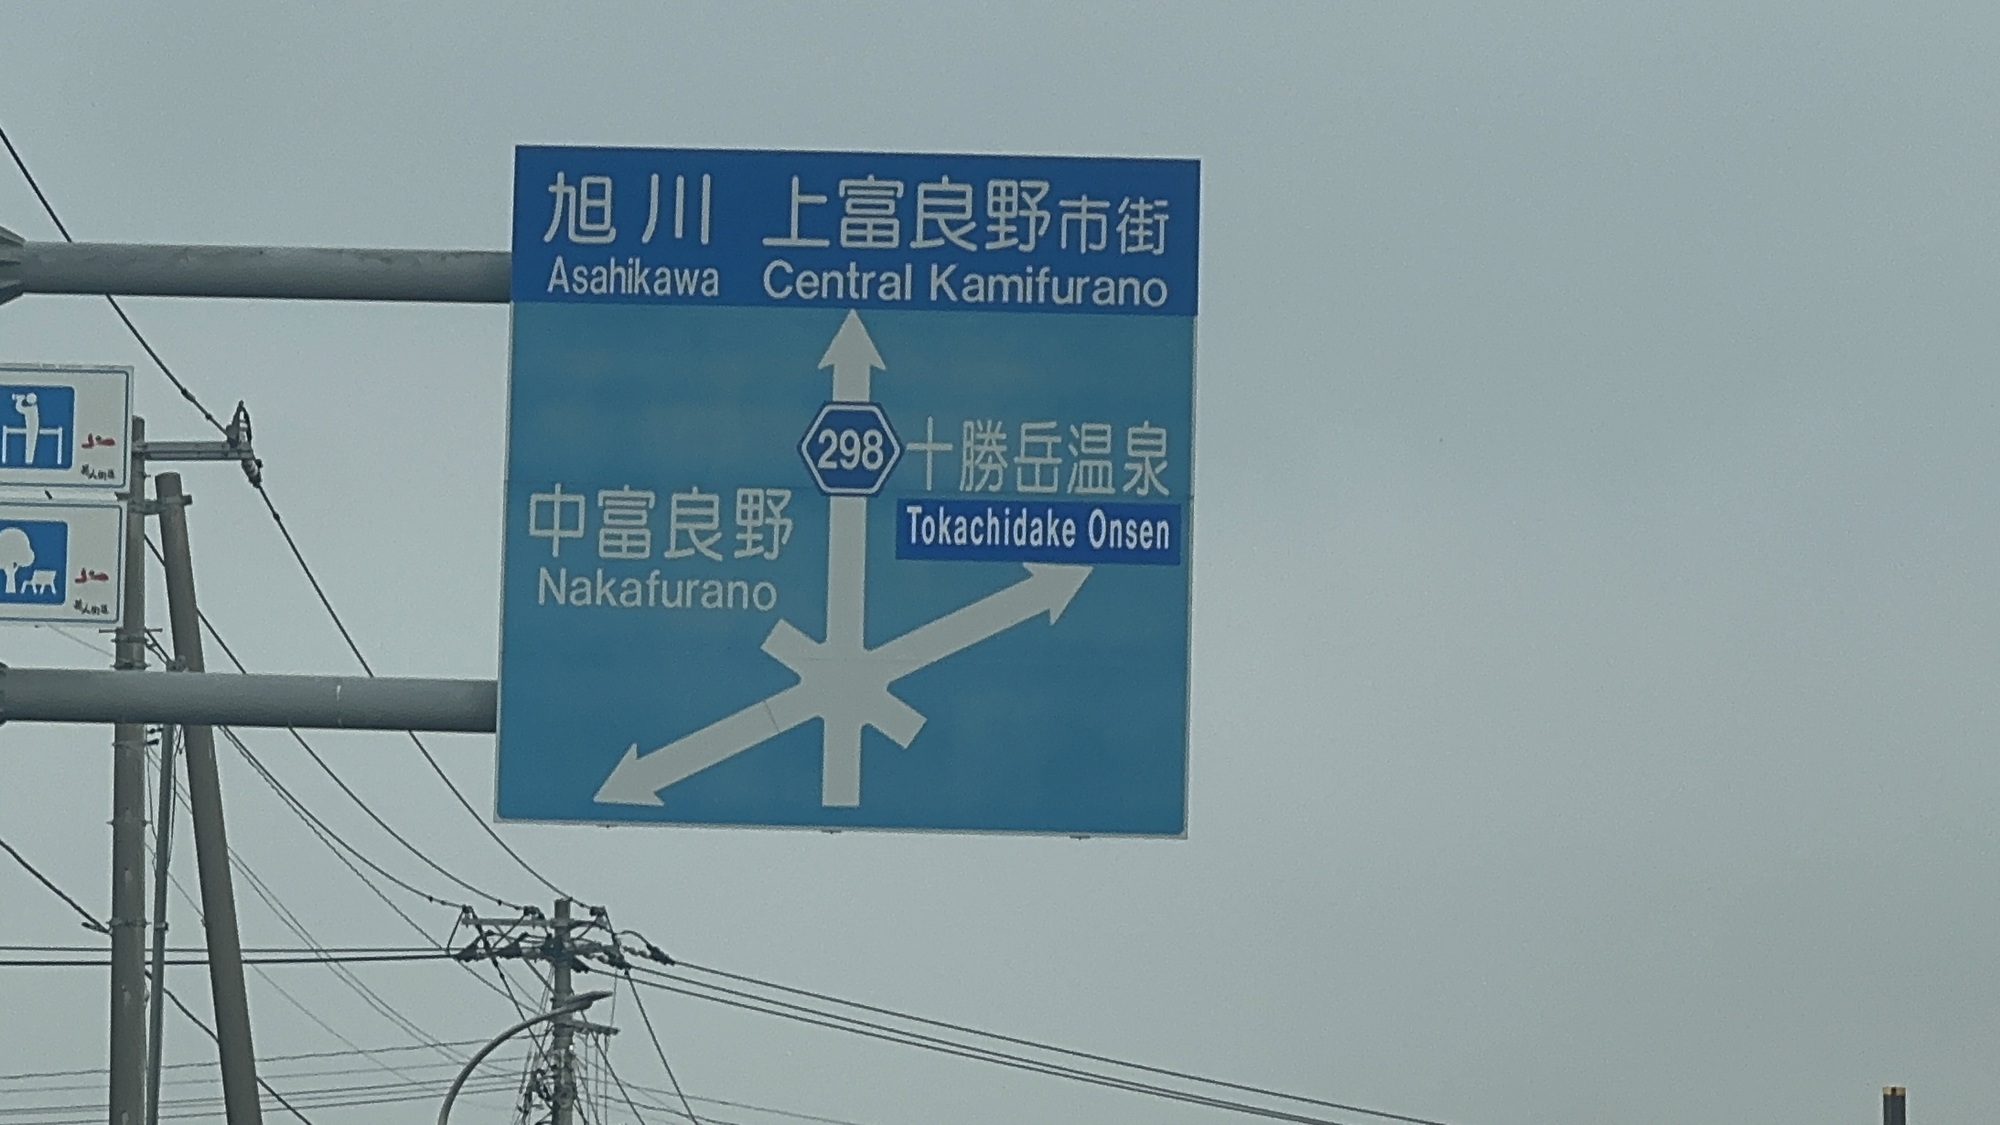 旭川 上富良野市街
Asahikawa Central Kamifurano
298
十勝岳温泉
Tokachidake Onsen
中富良野
Nakafurano